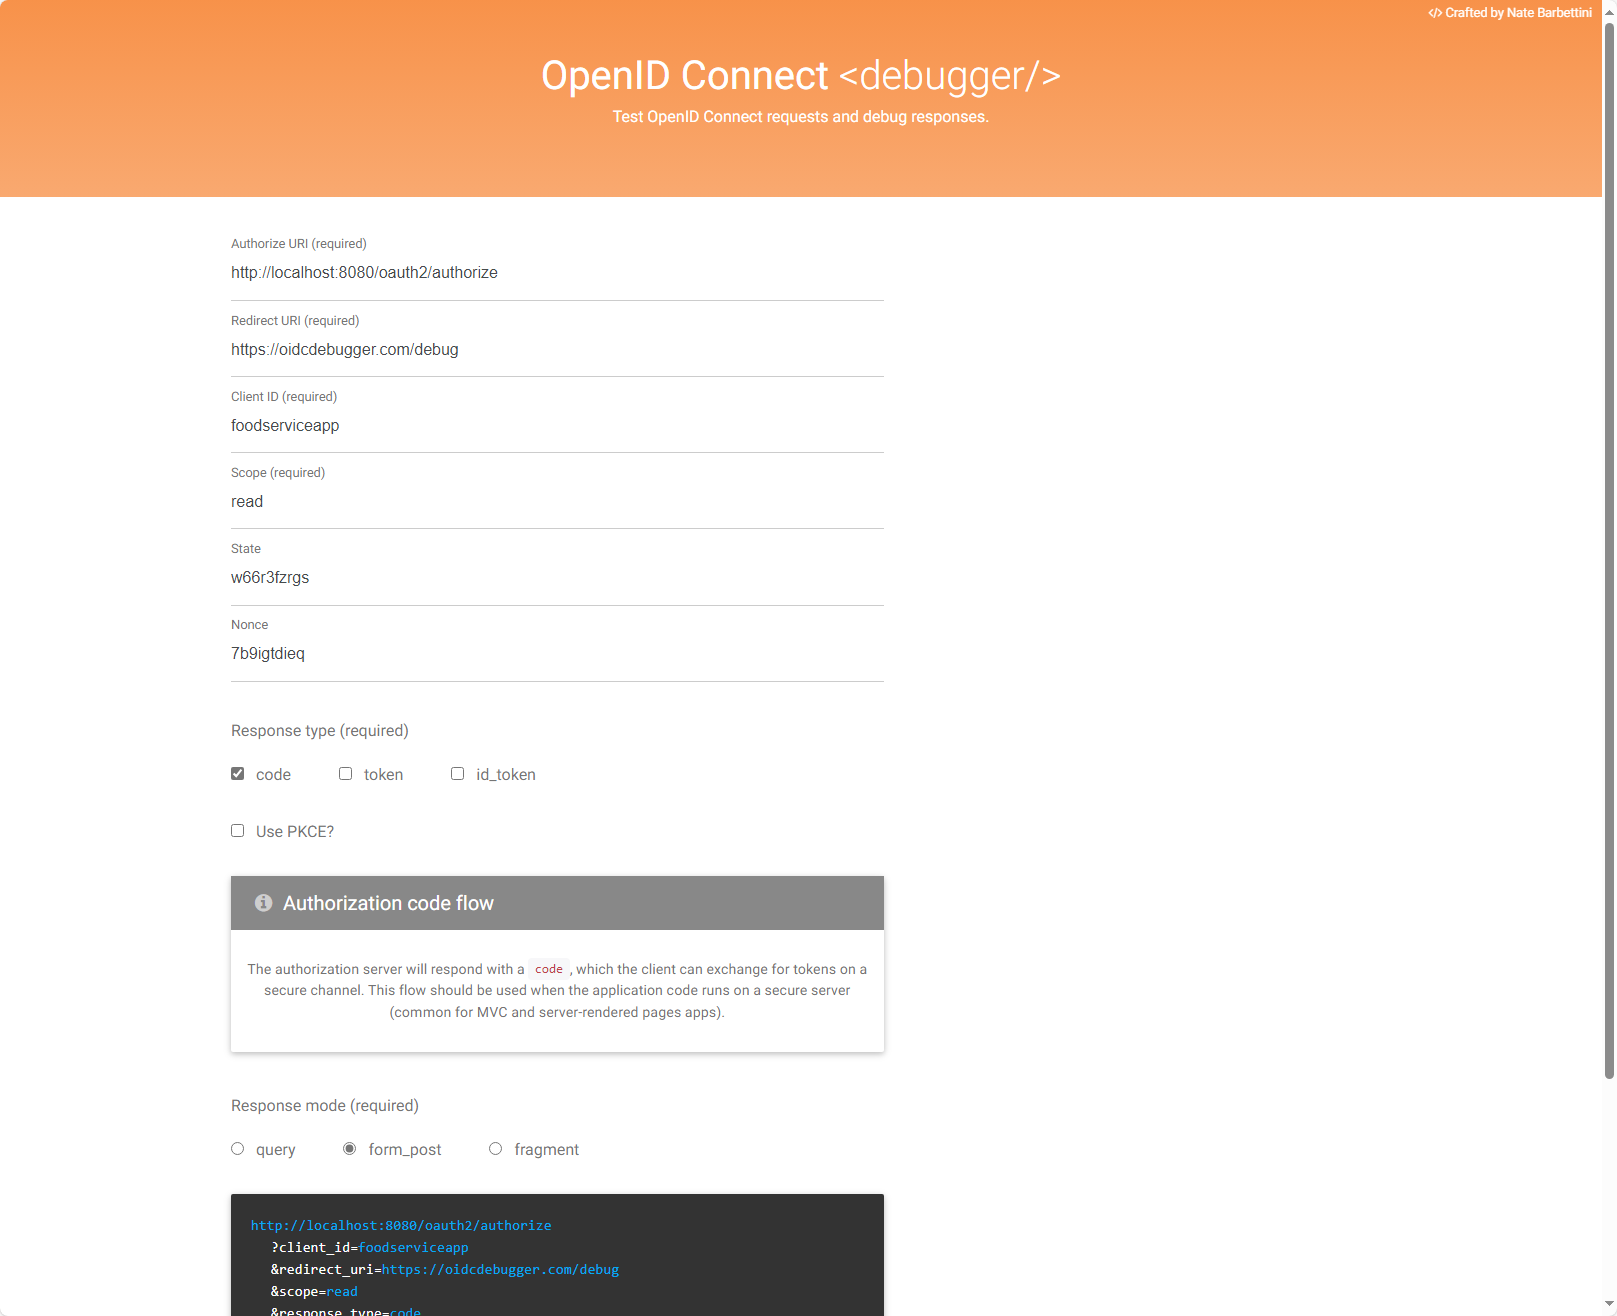 </> Crafted by Nate Barbettini
OpenID Connect <debugger/>
Test OpenID Connect requests and debug responses.
Authorize URI (required)
http://localhost:8080/oauth2/authorize
Redirect URI (required)
https://oidcdebugger.com/debug
Client ID (required)
foodserviceapp
Scope (required)
read
State
w66r3fzrgs
Nonce
7b9igtdieq
Response type (required)
code token id_token
Use PKCE?
Authorization code flow
The authorization server will respond with a code , which the client can exchange for tokens on a
secure channel. This flow should be used when the application code runs on a secure server
(common for MVC and server-rendered pages apps).
Response mode (required)
query form_post fragment
http://localhost:8080/oauth2/authorize
?client_id=foodserviceapp
&redirect_uri=https://oidcdebugger.com/debug
&scope=read
&response_type=code